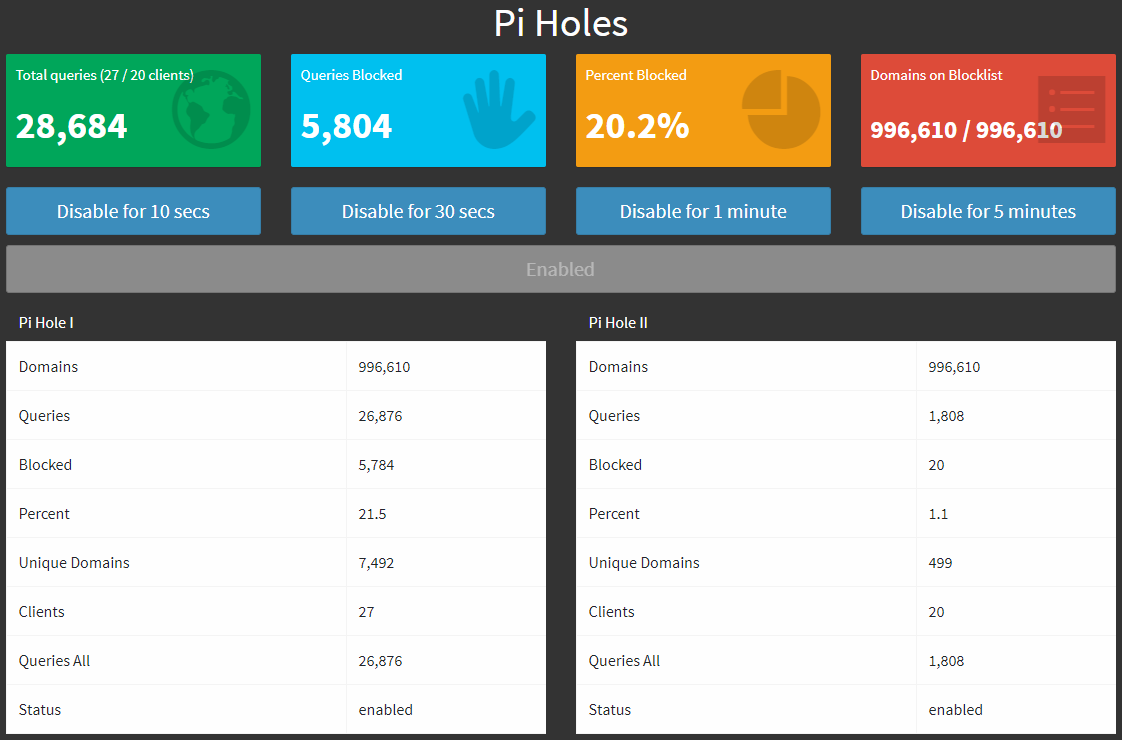 Pi Holes
Total queries (27 / 20 clients)
28,684
Queries Blocked
5,804
Percent Blocked
20.2%
Domains on Blocklist
996,610 / 996,610
Disable for 10 secs
Disable for 30 secs
Disable for 1 minute
Disable for 5 minutes
Enabled
Pi Hole I
Domains 996,610
Queries 26,876
Blocked 5,784
Percent 21.5
Unique Domains 7,492
Clients 27
Queries All 26,876
Status enabled
Pi Hole II
Domains 996,610
Queries 1,808
Blocked 20
Percent 1.1
Unique Domains 499
Clients 20
Queries All 1,808
Status enabled